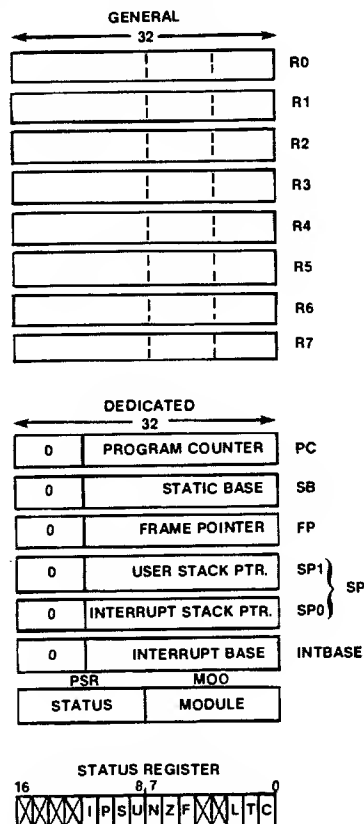 GENERAL
32
R0
R1
R2
R3
R4
R5
R6
R7
DEDICATED
32
0 PROGRAM COUNTER PC
0 STATIC BASE SB
0 FRAME POINTER FP
0 USER STACK PTR. SP1
SP
0 INTERRUPT STACK PTR. SP0
0 INTERRUPT BASE INTBASE
PSR MOO
STATUS MODULE
STATUS REGISTER
16 8,7 0
I P S U N Z F L T C